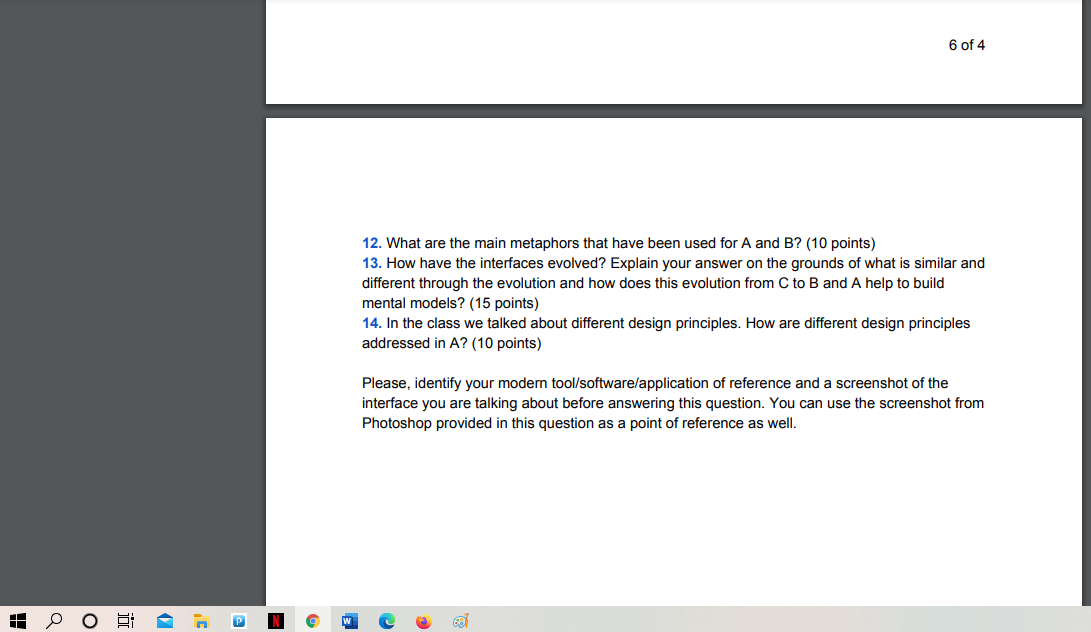 6 of 4
12. What are the main metaphors that have been used for A and B? (10 points)
13. How have the interfaces evolved? Explain your answer on the grounds of what is similar and
different through the evolution and how does this evolution from C to B and A help to build
mental models? (15 points)
14. In the class we talked about different design principles. How are different design principles
addressed in A? (10 points)
Please, identify your modern tool/software/application of reference and a screenshot of the
interface you are talking about before answering this question. You can use the screenshot from
Photoshop provided in this question as a point of reference as well.